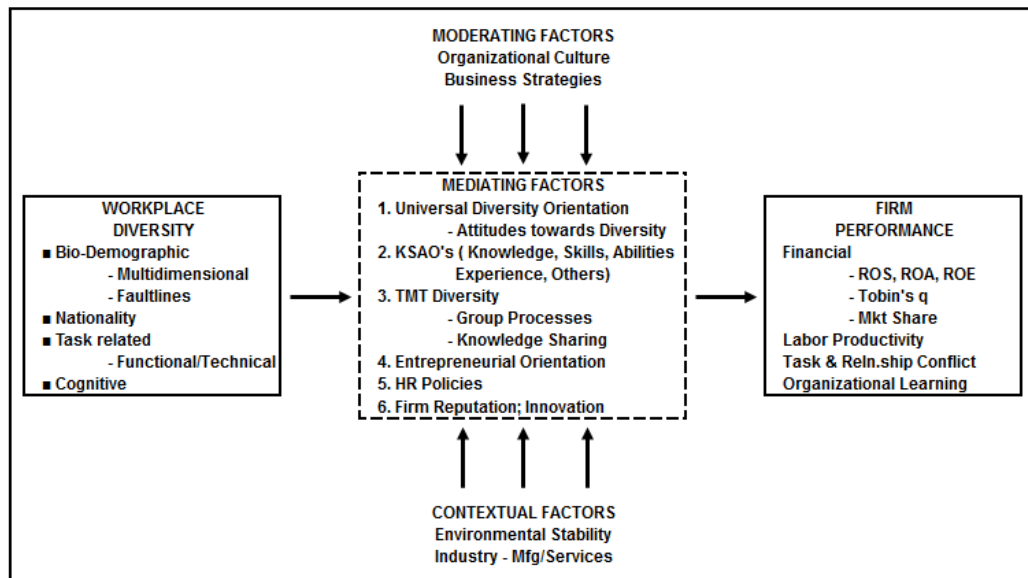 MODERATING FACTORS
Organizational Culture
Business Strategies
WORKPLACE
DIVERSITY
■ Bio-Demographic
- Multidimensional
- Faultlines
■ Nationality
■ Task related
- Functional/Technical
■ Cognitive
MEDIATING FACTORS
1. Universal Diversity Orientation
- Attitudes towards Diversity
2. KSAO's ( Knowledge, Skills, Abilities
Experience, Others)
3. TMT Diversity
- Group Processes
- Knowledge Sharing
4. Entrepreneurial Orientation
5. HR Policies
6. Firm Reputation; Innovation
FIRM
PERFORMANCE
Financial
- ROS, ROA, ROE
- Tobin's q
- Mkt Share
Labor Productivity
Task & Reln.ship Conflict
Organizational Learning
CONTEXTUAL FACTORS
Environmental Stability
Industry - Mfg/Services